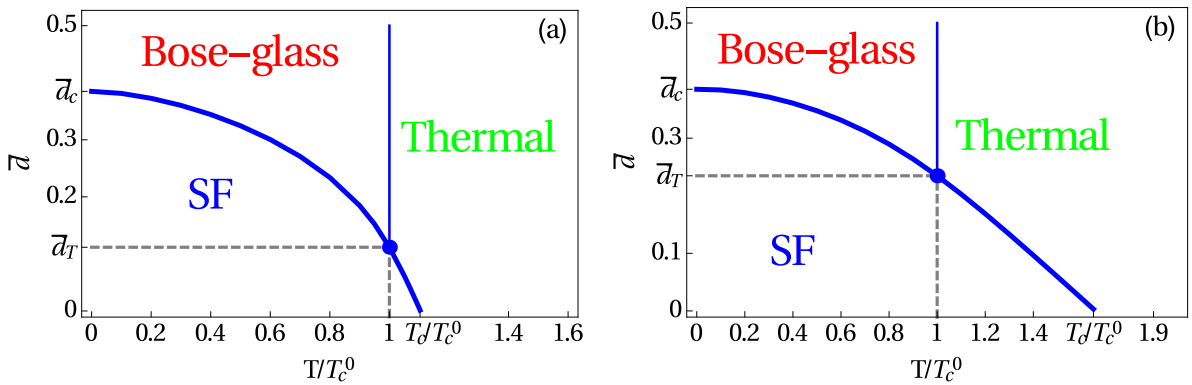 (a)
0.5
Bose–glass
d̅c
0.3
Thermal
d̅
SF
0.2
d̅T
0
0 0.2 0.4 0.6 0.8 1 Tc/Tc0 1.4 1.6
T/Tc0
(b)
0.5
Bose–glass
d̅c
0.3
Thermal
d̅
d̅T
SF
0.1
0
0 0.2 0.4 0.6 0.8 1 1.2 1.4 Tc/Tc0 1.9
T/Tc0